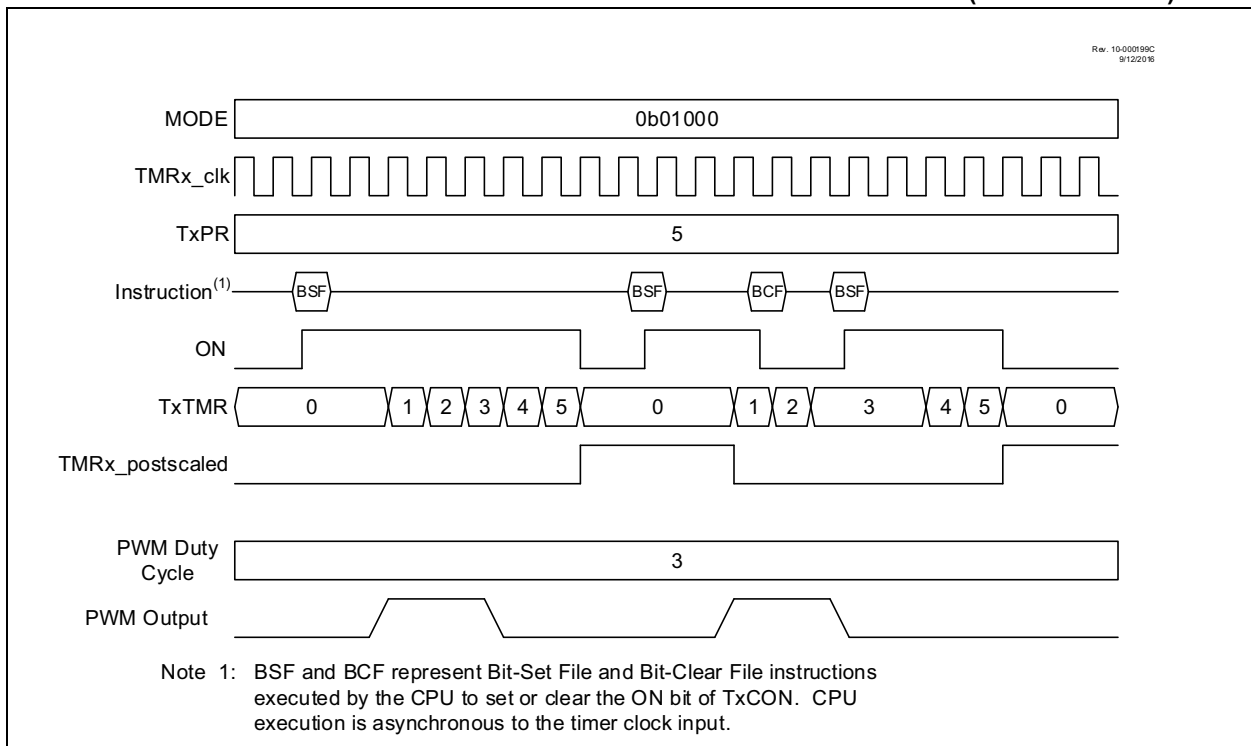 Rev. 10-000199C
9/12/2016
MODE 0b01000
TMRx_clk
TxPR 5
Instruction(1) BSF BSF BCF BSF
ON
TxTMR 0 1 2 3 4 5 0 1 2 3 4 5 0
TMRx_postscaled
PWM Duty
Cycle 3
PWM Output
Note 1: BSF and BCF represent Bit-Set File and Bit-Clear File instructions
executed by the CPU to set or clear the ON bit of TxCON. CPU
execution is asynchronous to the timer clock input.